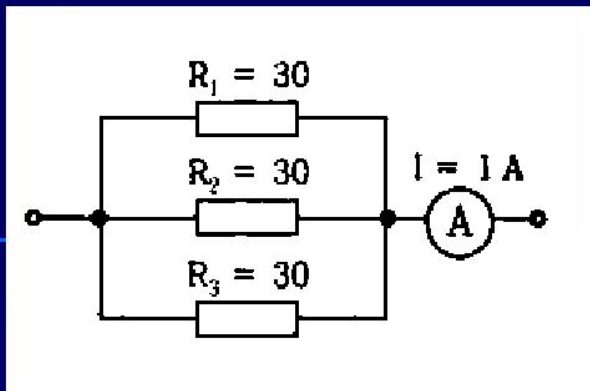 R₁ = 30
R₂ = 30
I = 1 A
A
R₃ = 30